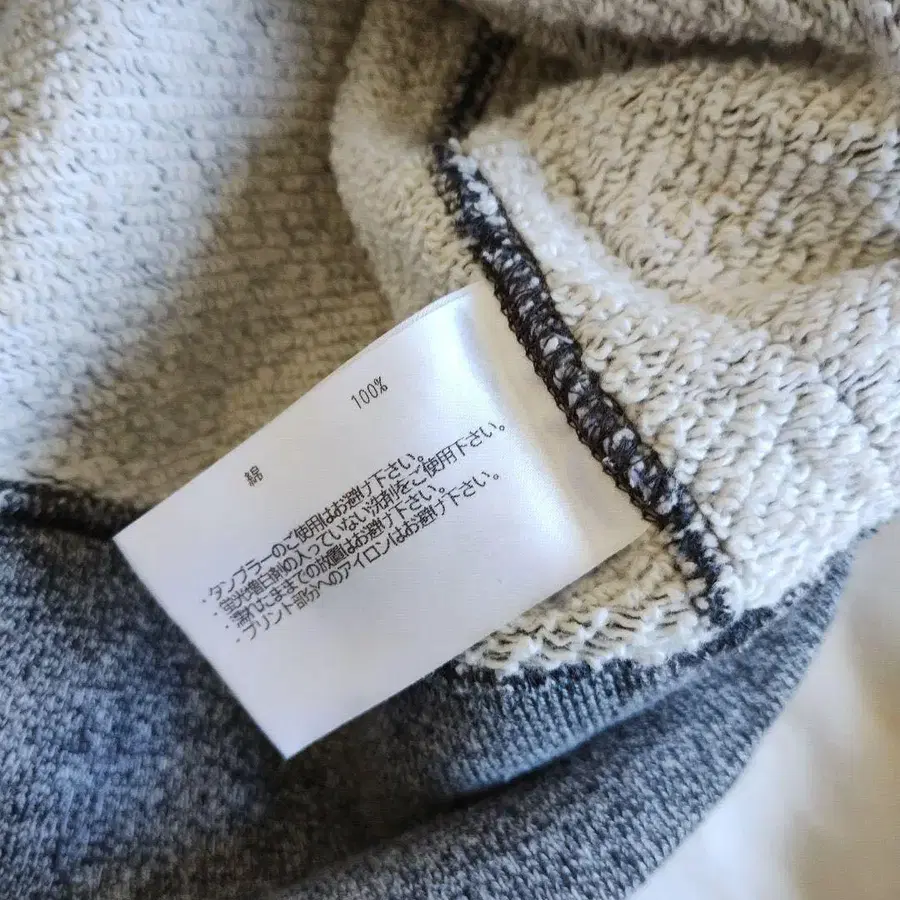 綿 100%
・タンブラーのご使用はお避け下さい。
・蛍光増白剤の入っていない洗剤をご使用下さい。
・濡れたままでの放置はお避け下さい。
・プリント部分へのアイロンはお避け下さい。